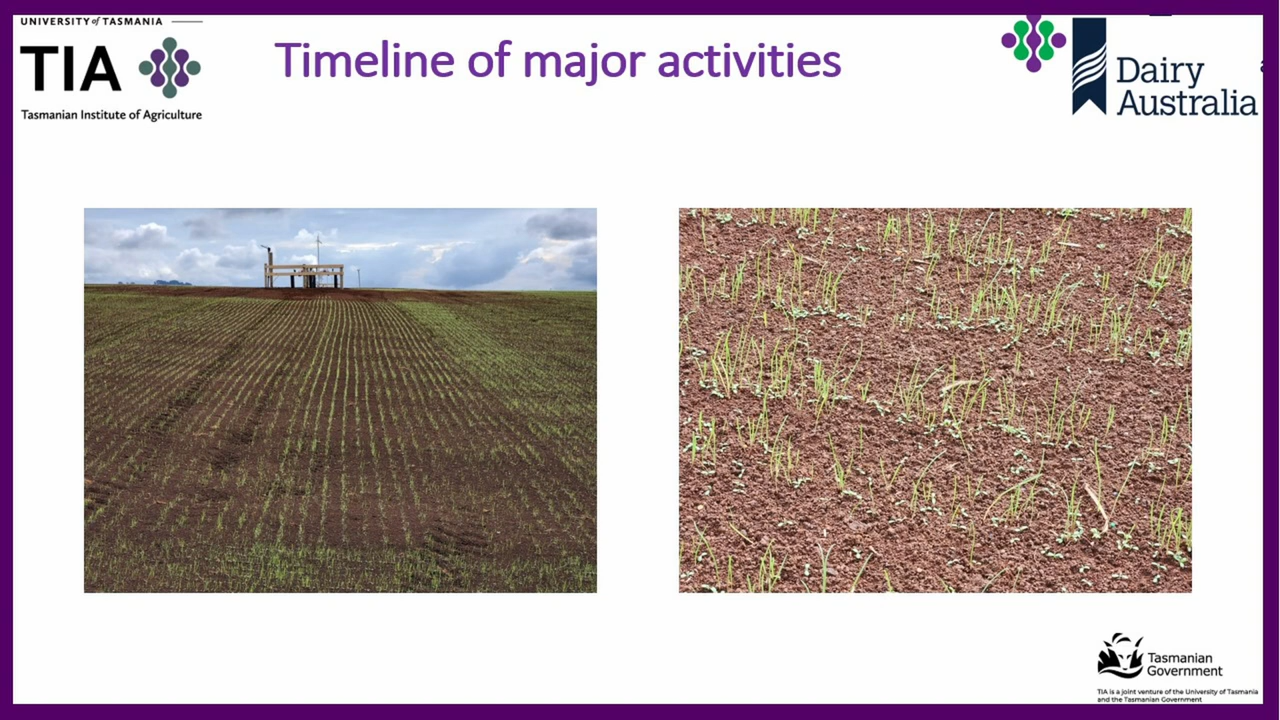 UNIVERSITY of TASMANIA
TIA
Tasmanian Institute of Agriculture
Timeline of major activities
Dairy
Australia
Tasmanian
Government
TIA is a joint venture of the University of Tasmania
and the Tasmanian Government